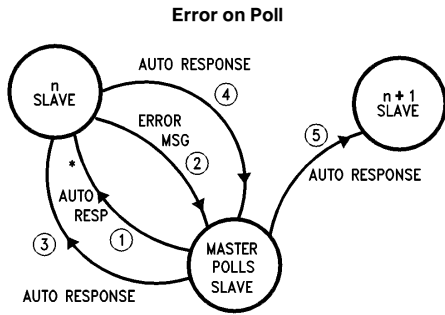 Error on Poll
AUTO RESPONSE
n
SLAVE
4
n + 1
SLAVE
ERROR
MSG
5
2
*
AUTO
RESP
AUTO RESPONSE
3
1
MASTER
POLLS
SLAVE
AUTO RESPONSE